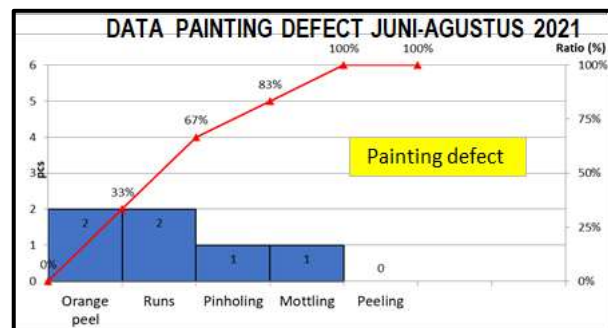 DATA PAINTING DEFECT JUNI-AGUSTUS 2021
100% 100% Ratio (%)
6 100%
5 83%
75%
4 67%
Painting defect
pcs
3 50%
33%
2 25%
2 2
1 1 1
0% 0
0 0%
Orange peel Runs Pinholing Mottling Peeling